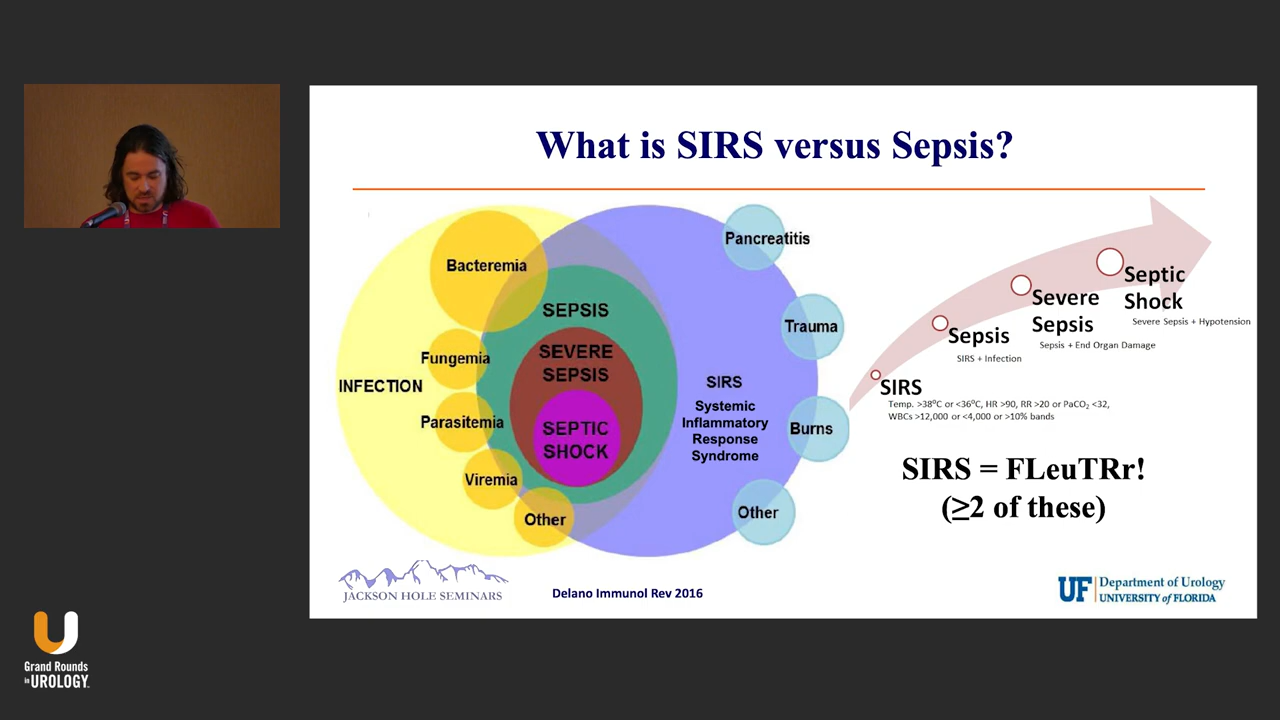 What is SIRS versus Sepsis?
Bacteremia
Fungemia
INFECTION
Parasitemia
Viremia
Other
SEPSIS
SEVERE
SEPSIS
SEPTIC
SHOCK
SIRS
Systemic
Inflammatory
Response
Syndrome
Pancreatitis
Trauma
Burns
Other
Septic
Shock
Severe Sepsis + Hypotension
Severe
Sepsis
Sepsis + End Organ Damage
Sepsis
SIRS + Infection
SIRS
Temp. >38°C or <36°C, HR >90, RR >20 or PaCO₂ <32,
WBCs >12,000 or <4,000 or >10% bands
SIRS = FLeuTRr!
(≥2 of these)
JACKSON HOLE SEMINARS
Delano Immunol Rev 2016
UF Department of Urology
UNIVERSITY of FLORIDA
Grand Rounds
in UROLOGY